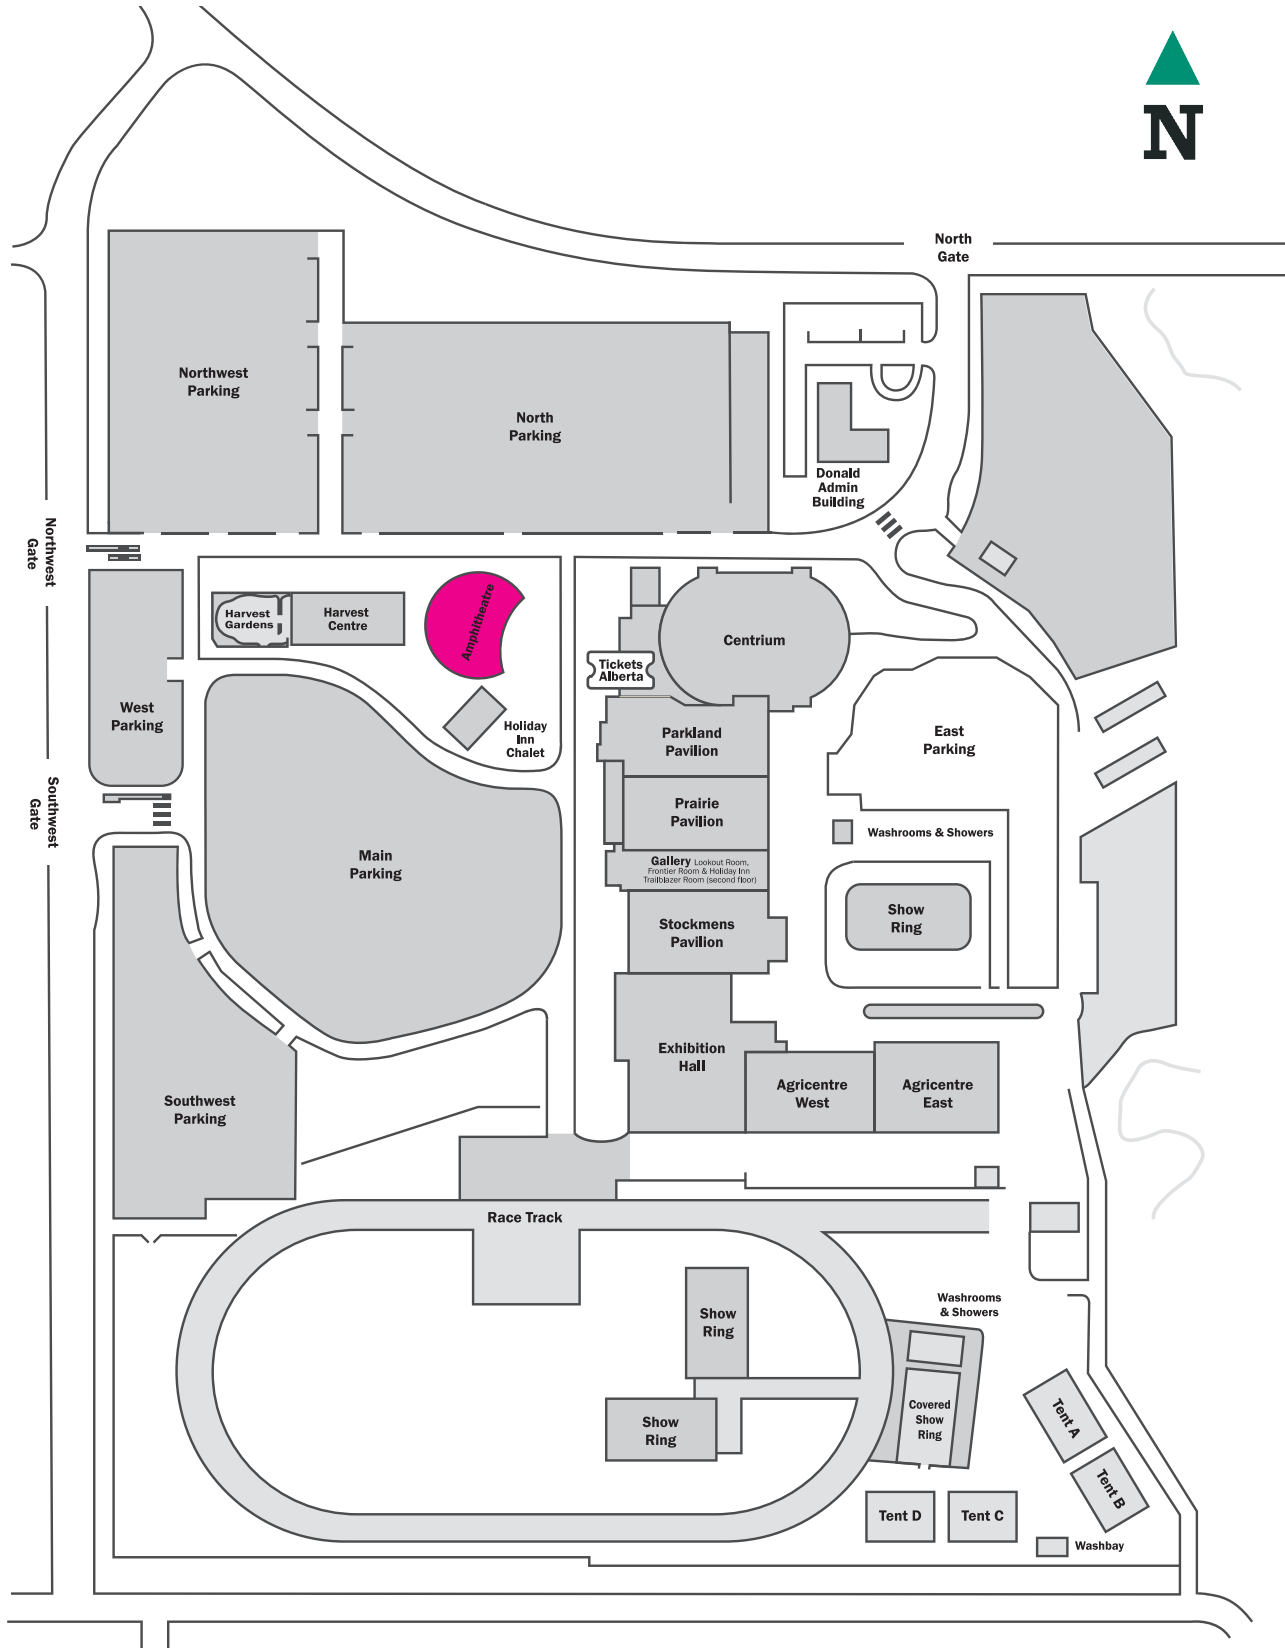 N
North
Gate
Northwest
Parking
North
Parking
Donald
Admin
Building
Northwest
Gate
Harvest
Gardens
Harvest
Centre
Amphitheatre
Centrium
Tickets
Alberta
West
Parking
Holiday
Inn
Chalet
Parkland
Pavilion
East
Parking
Southwest
Gate
Prairie
Pavilion
Washrooms & Showers
Main
Parking
Gallery Lookout Room,
Frontier Room & Holiday Inn
Trailblazer Room (second floor)
Show
Ring
Stockmens
Pavilion
Exhibition
Hall
Agricentre
West
Agricentre
East
Southwest
Parking
Race Track
Washrooms
& Showers
Show
Ring
Covered
Show
Ring
Show
Ring
Tent A
Tent B
Tent D
Tent C
Washbay